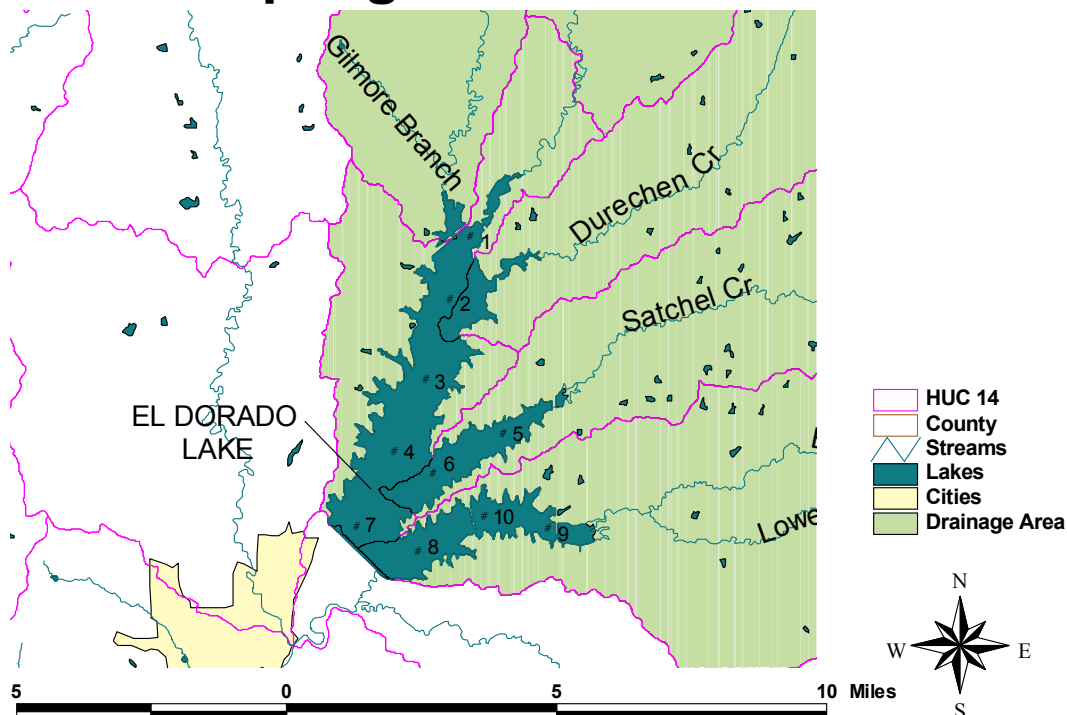 Gilmore Branch
Durechen Cr
Satchel Cr
EL DORADO
LAKE
# 1
# 2
# 3
# 4
# 5
# 6
# 7
# 8
# 9
# 10
HUC 14
County
Streams
Lakes
Cities
Drainage Area
N
W E
S
5 0 5 10 Miles